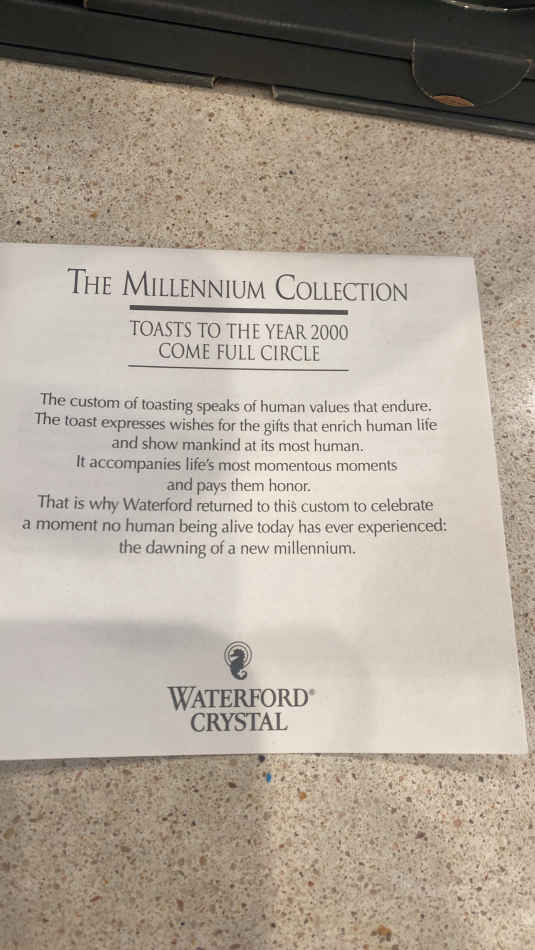 THE MILLENNIUM COLLECTION
TOASTS TO THE YEAR 2000
COME FULL CIRCLE
The custom of toasting speaks of human values that endure.
The toast expresses wishes for the gifts that enrich human life
and show mankind at its most human.
It accompanies life's most momentous moments
and pays them honor.
That is why Waterford returned to this custom to celebrate
a moment no human being alive today has ever experienced:
the dawning of a new millennium.
WATERFORD®
CRYSTAL